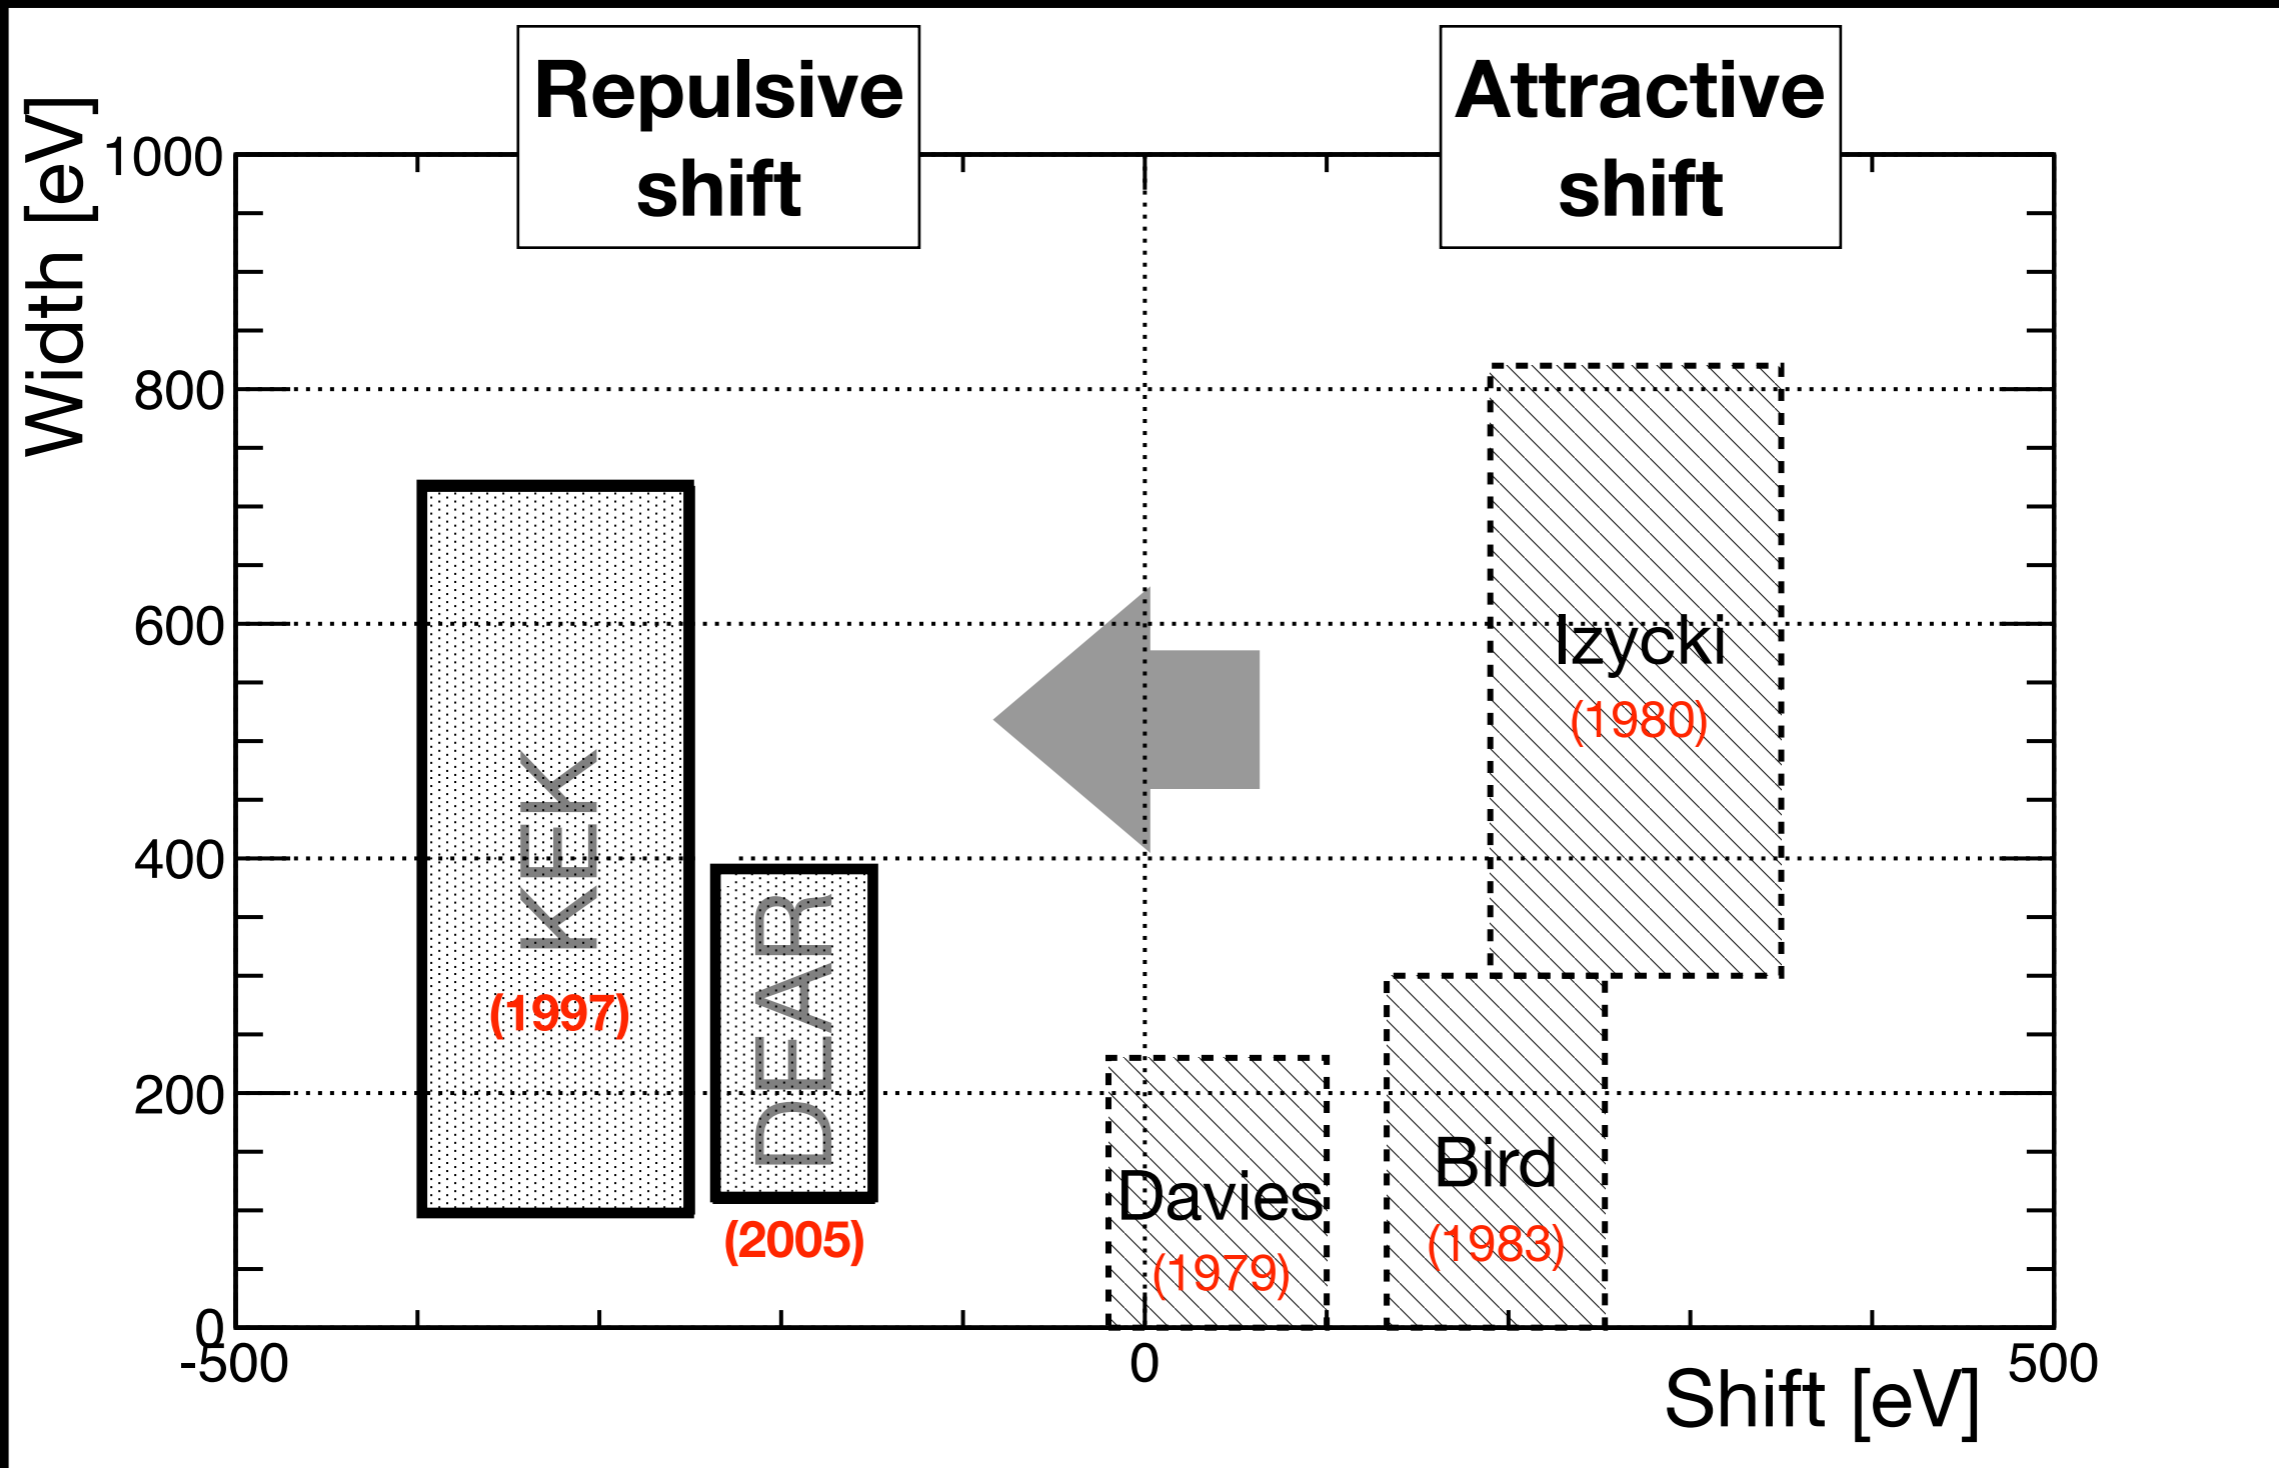 Repulsive
shift
Attractive
shift
Width [eV]
1000
800
600
400
200
0
KEK
(1997)
DEAR
(2005)
Izycki
(1980)
Davies
(1979)
Bird
(1983)
-500
0
500
Shift [eV]